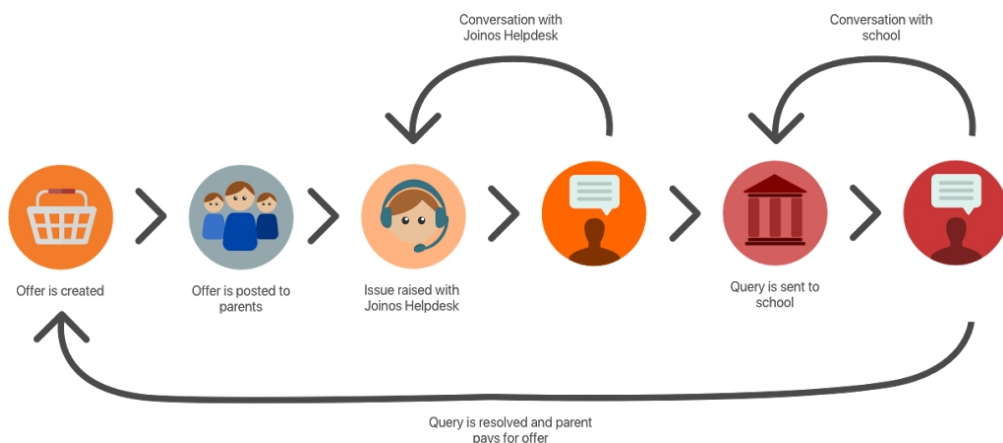 Conversation with
Joinos Helpdesk
Conversation with
school
Offer is created
Offer is posted to
parents
Issue raised with
Joinos Helpdesk
Query is sent to
school
Query is resolved and parent
pays for offer